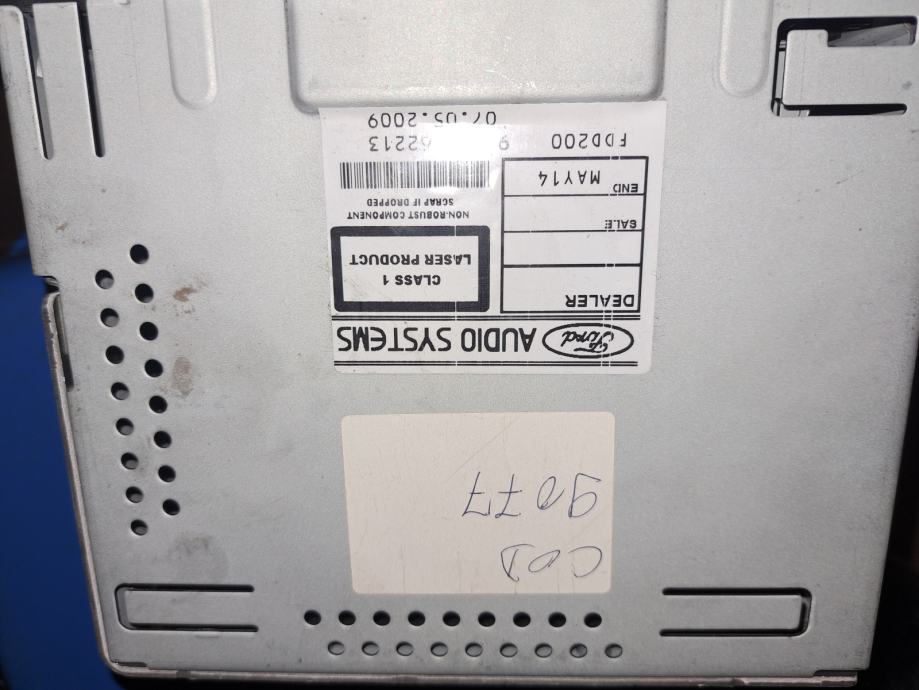 COD
9077
Ford AUDIO SYSTEMS
DEALER
SALE
END MAY14
CLASS 1
LASER PRODUCT
NON-ROBUST COMPONENT
SCRAP IF DROPPED
FDD200 62213
07.05.2009